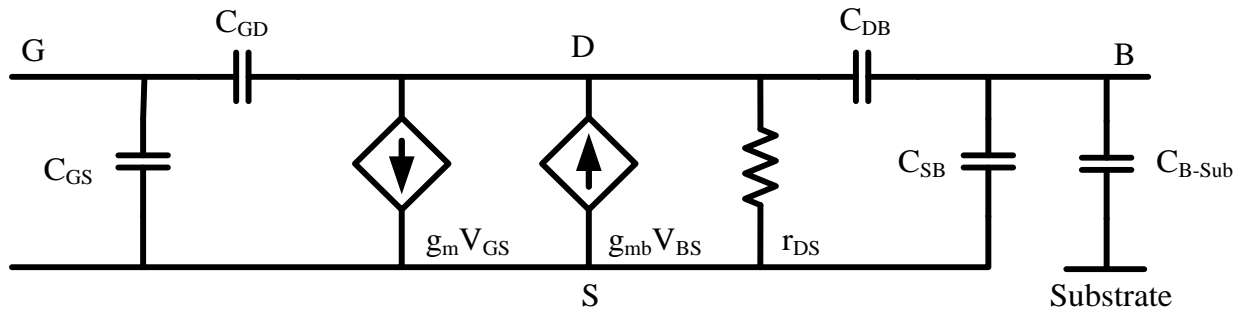 C_GD
C_DB
G
D
B
C_GS
C_SB
C_B-Sub
g_mV_GS
g_mbV_BS
r_DS
S
Substrate